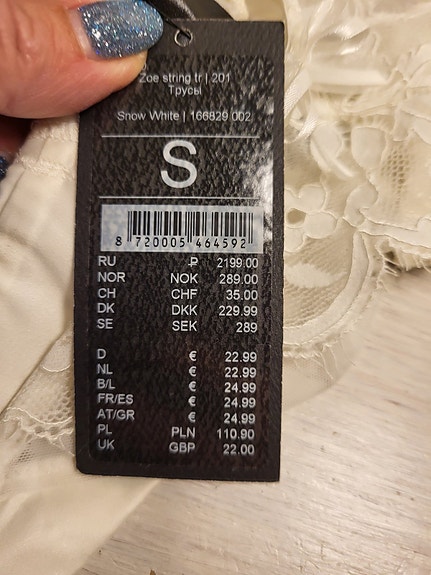 Zoe string tr | 201
Трусы
Snow White | 166829 002
S
8 720005 464592
RU P 2199.00
NOR NOK 289.00
CH CHF 35.00
DK DKK 229.99
SE SEK 289
D € 22.99
NL € 22.99
B/L € 24.99
FR/ES € 24.99
AT/GR € 24.99
PL PLN 110.90
UK GBP 22.00